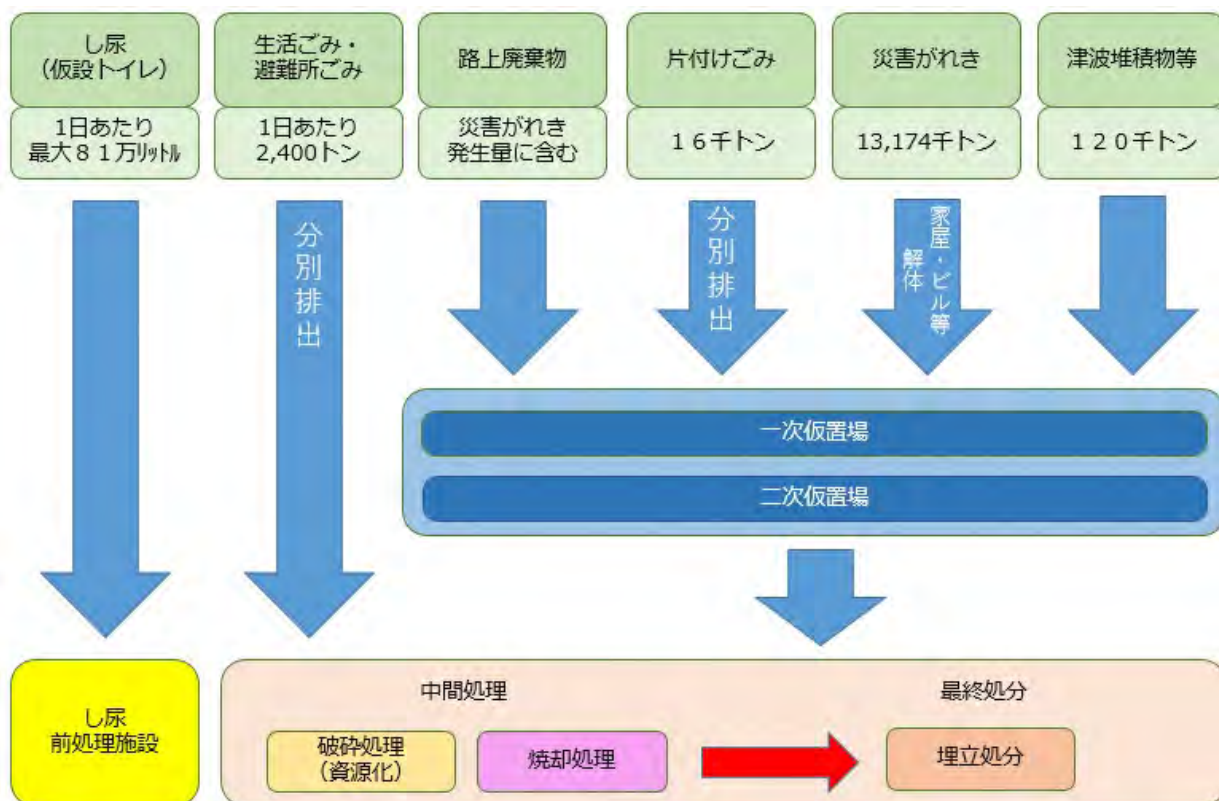 し尿
（仮設トイレ）
生活ごみ・
避難所ごみ
路上廃棄物
片付けごみ
災害がれき
津波堆積物等
1日あたり
最大８１万ﾘｯﾄﾙ
1日あたり
2,400トン
災害がれき
発生量に含む
１６千トン
13,174千トン
１２０千トン
分別排出
分別排出
家屋・ビル等
解体
一次仮置場
二次仮置場
し尿
前処理施設
中間処理
最終処分
破砕処理
（資源化）
焼却処理
埋立処分